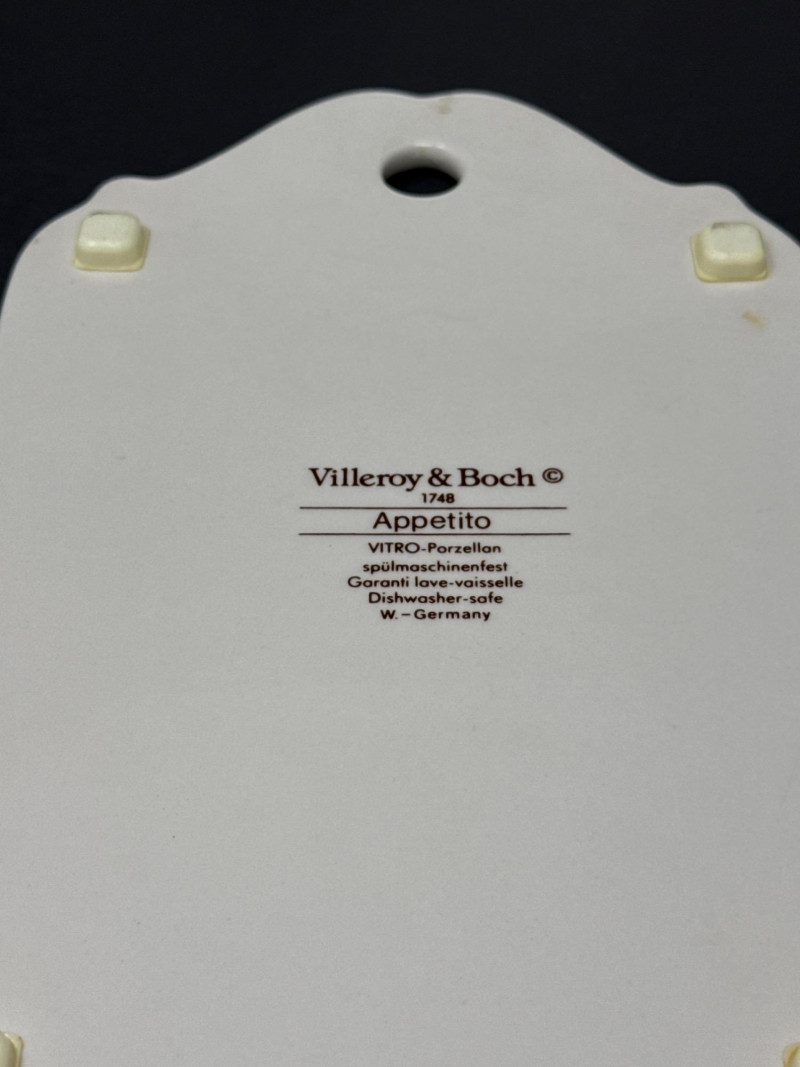 Villeroy & Boch ©
1748
Appetito
VITRO-Porzellan
spülmaschinenfest
Garanti lave-vaisselle
Dishwasher-safe
W.-Germany